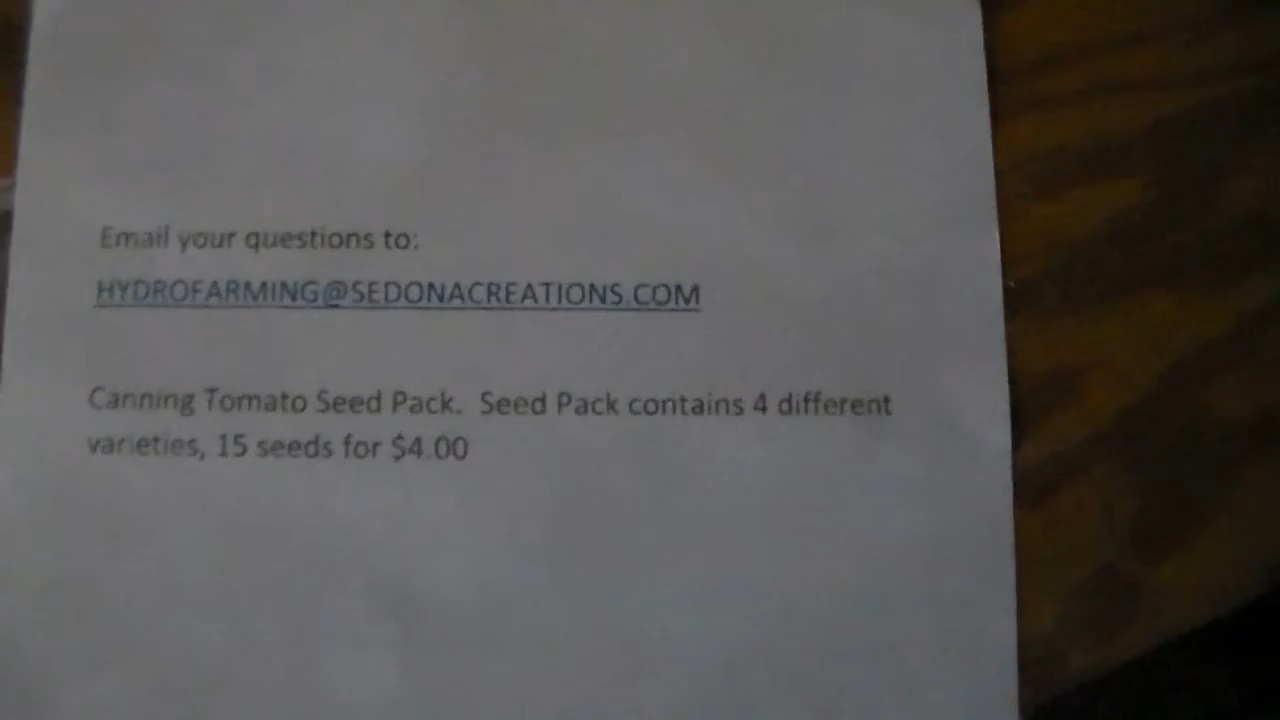 Email your questions to:
HYDROFARMING@SEDONACREATIONS.COM
Canning Tomato Seed Pack.  Seed Pack contains 4 different
varieties, 15 seeds for $4.00